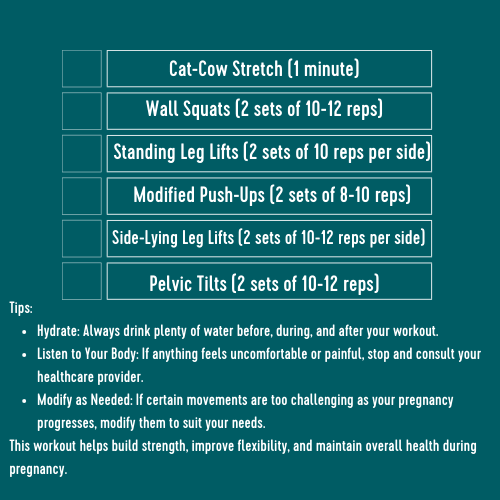 Cat-Cow Stretch (1 minute)
Wall Squats (2 sets of 10-12 reps)
Standing Leg Lifts (2 sets of 10 reps per side)
Modified Push-Ups (2 sets of 8-10 reps)
Side-Lying Leg Lifts (2 sets of 10-12 reps per side)
Pelvic Tilts (2 sets of 10-12 reps)
Tips:
• Hydrate: Always drink plenty of water before, during, and after your workout.
• Listen to Your Body: If anything feels uncomfortable or painful, stop and consult your
healthcare provider.
• Modify as Needed: If certain movements are too challenging as your pregnancy
progresses, modify them to suit your needs.
This workout helps build strength, improve flexibility, and maintain overall health during
pregnancy.